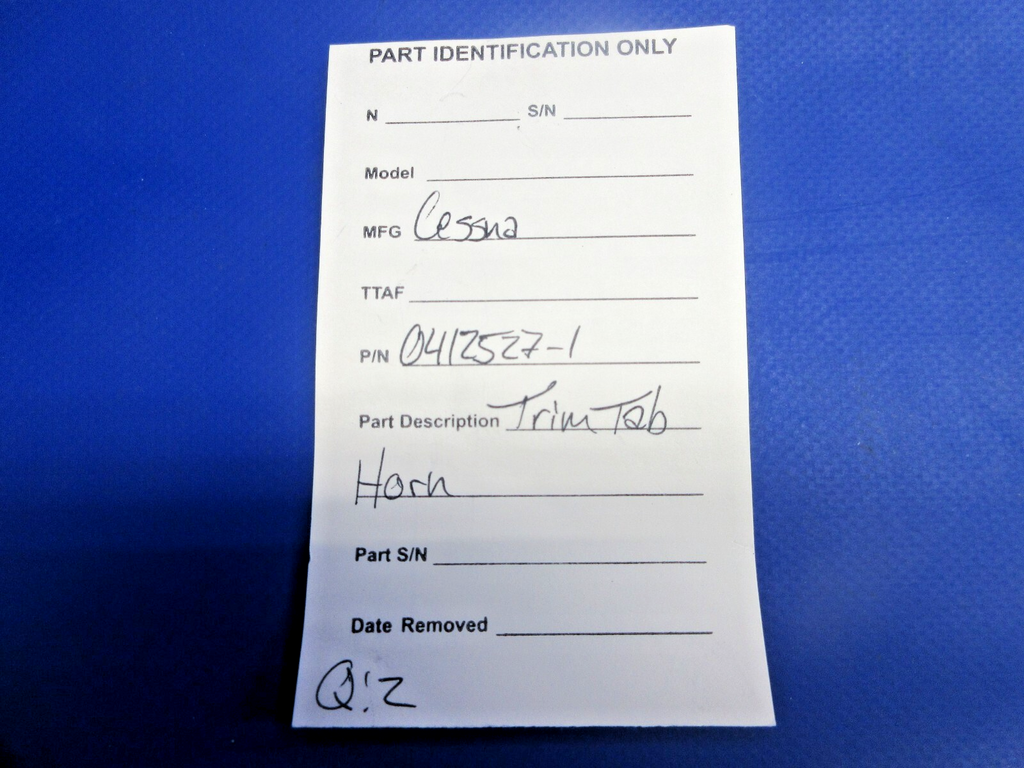 PART IDENTIFICATION ONLY
N S/N
Model
MFG Cessna
TTAF
P/N 0412527-1
Part Description Trim Tab
Horn
Part S/N
Date Removed
Q:2